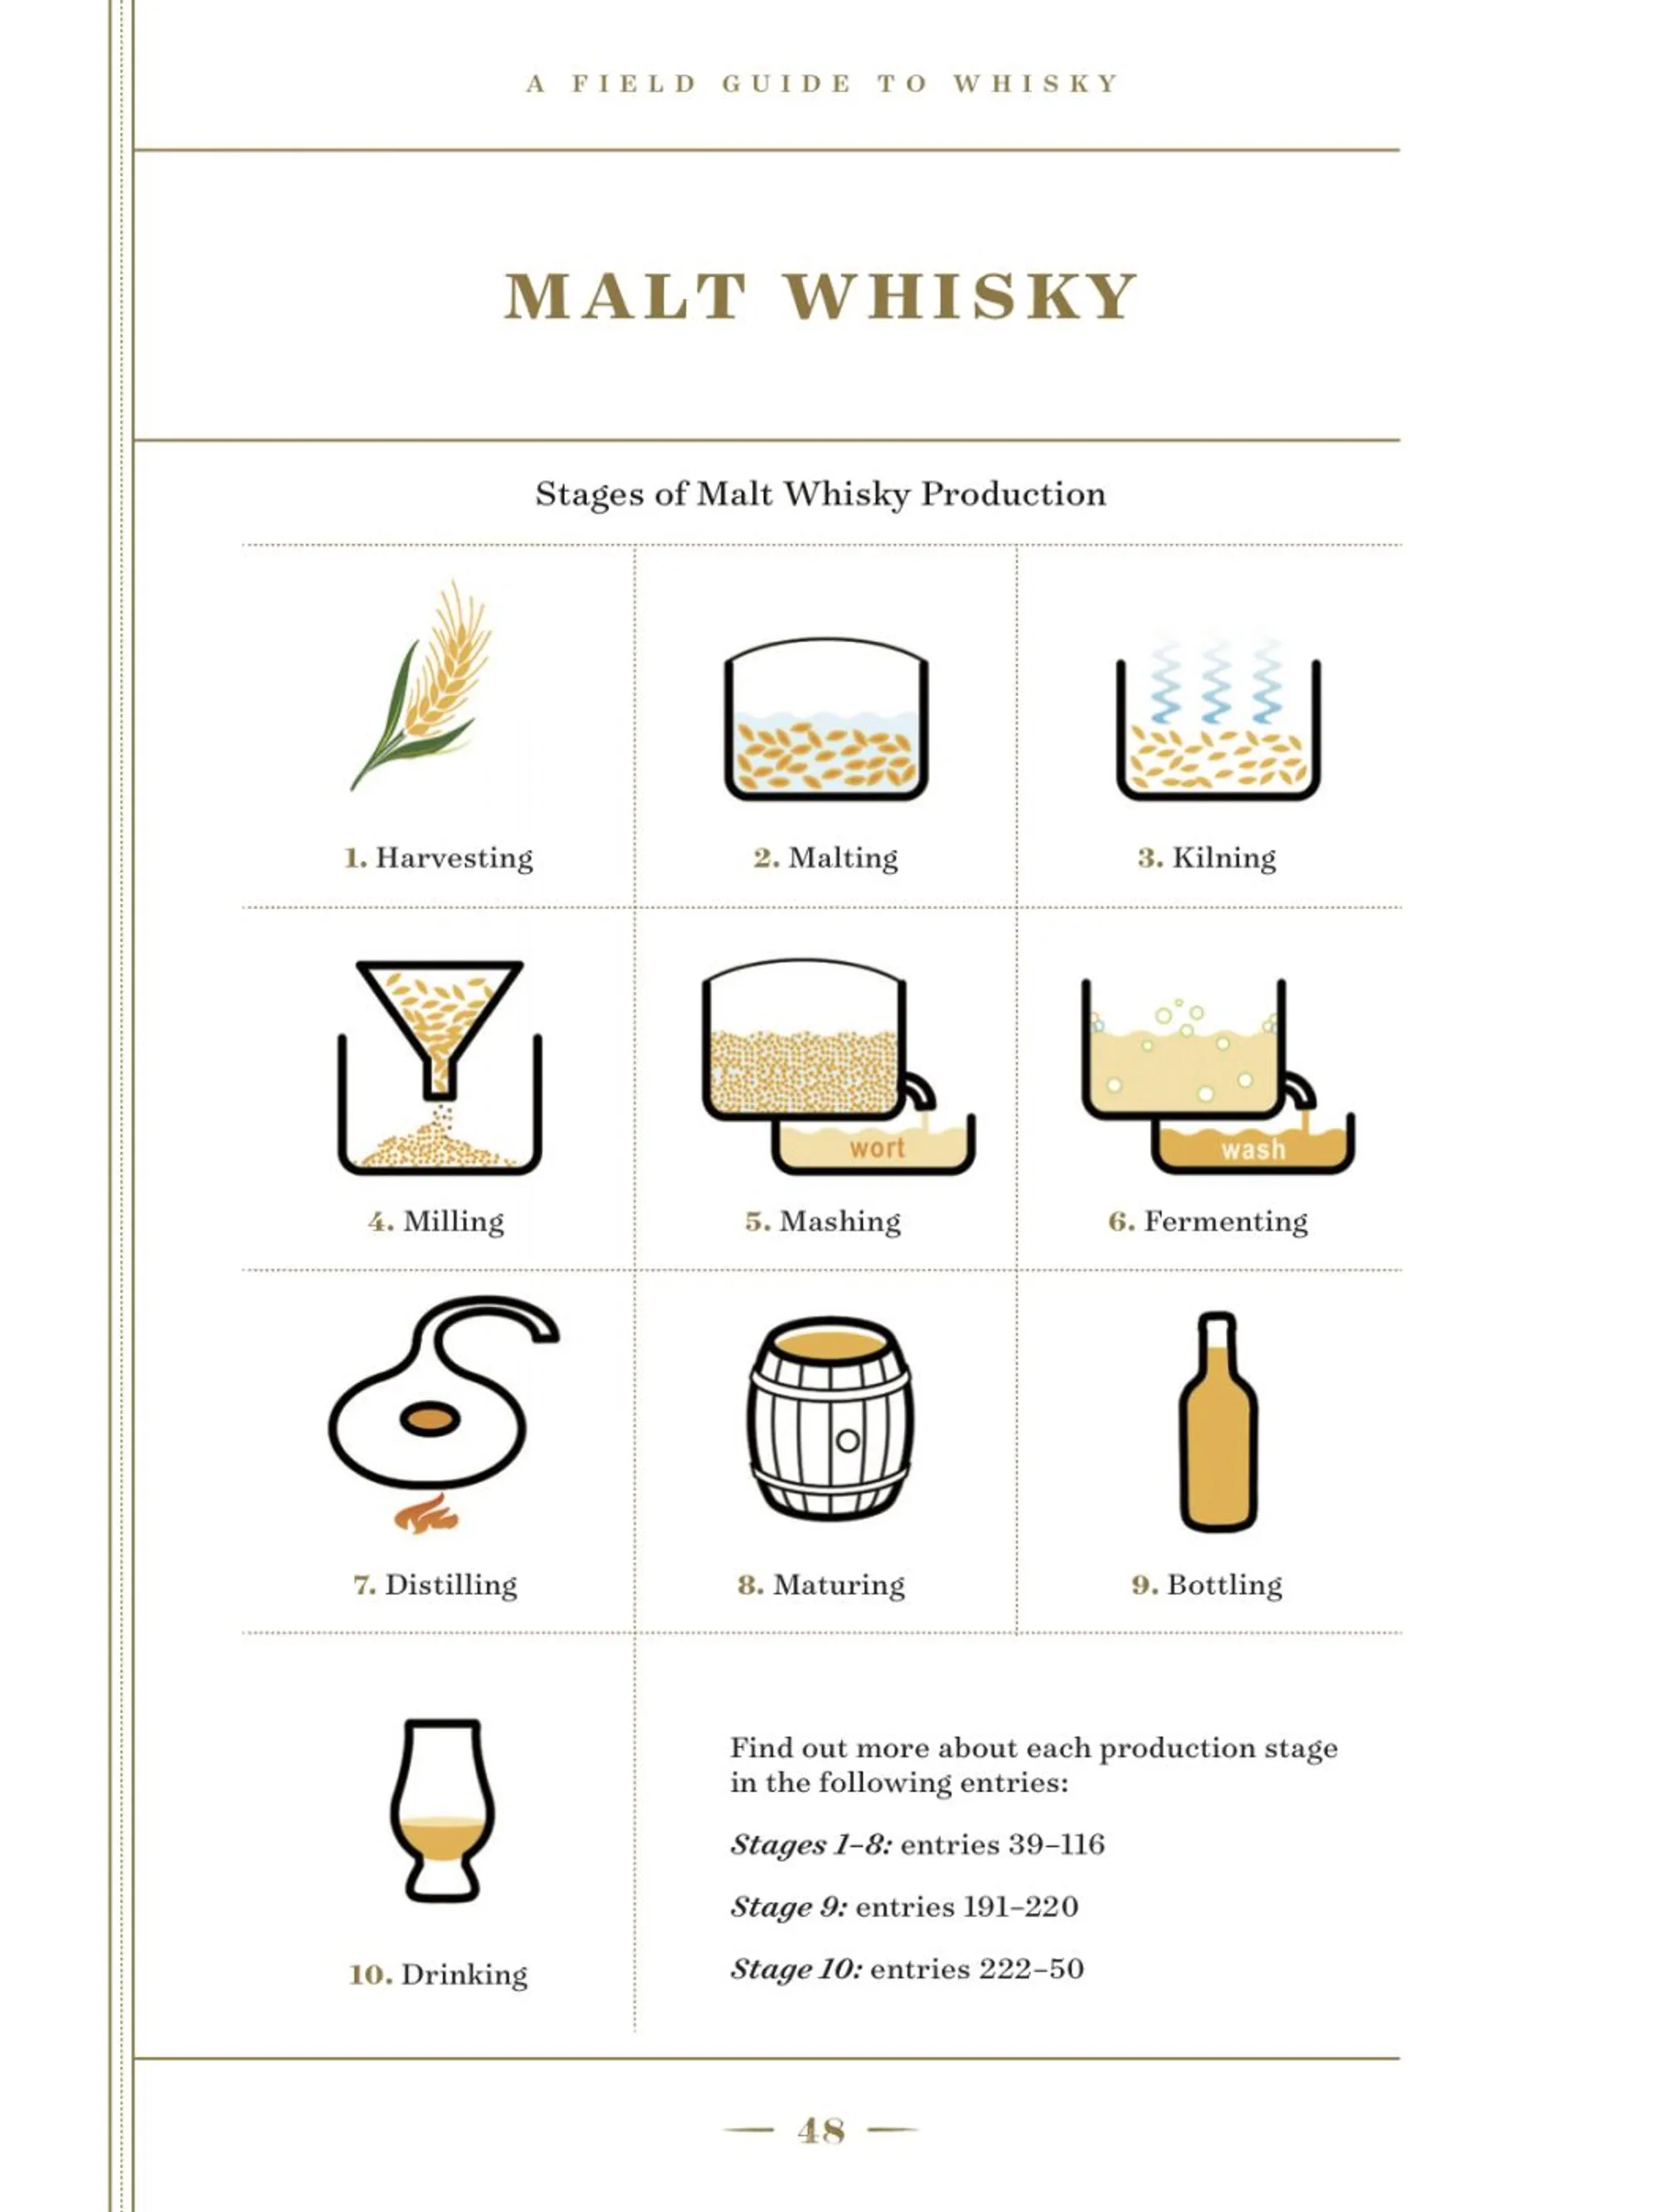 A FIELD GUIDE TO WHISKY
MALT WHISKY
Stages of Malt Whisky Production
1. Harvesting
2. Malting
3. Kilning
4. Milling
wort
5. Mashing
wash
6. Fermenting
7. Distilling
8. Maturing
9. Bottling
10. Drinking
Find out more about each production stage
in the following entries:
Stages 1–8: entries 39–116
Stage 9: entries 191–220
Stage 10: entries 222–50
— 48 —